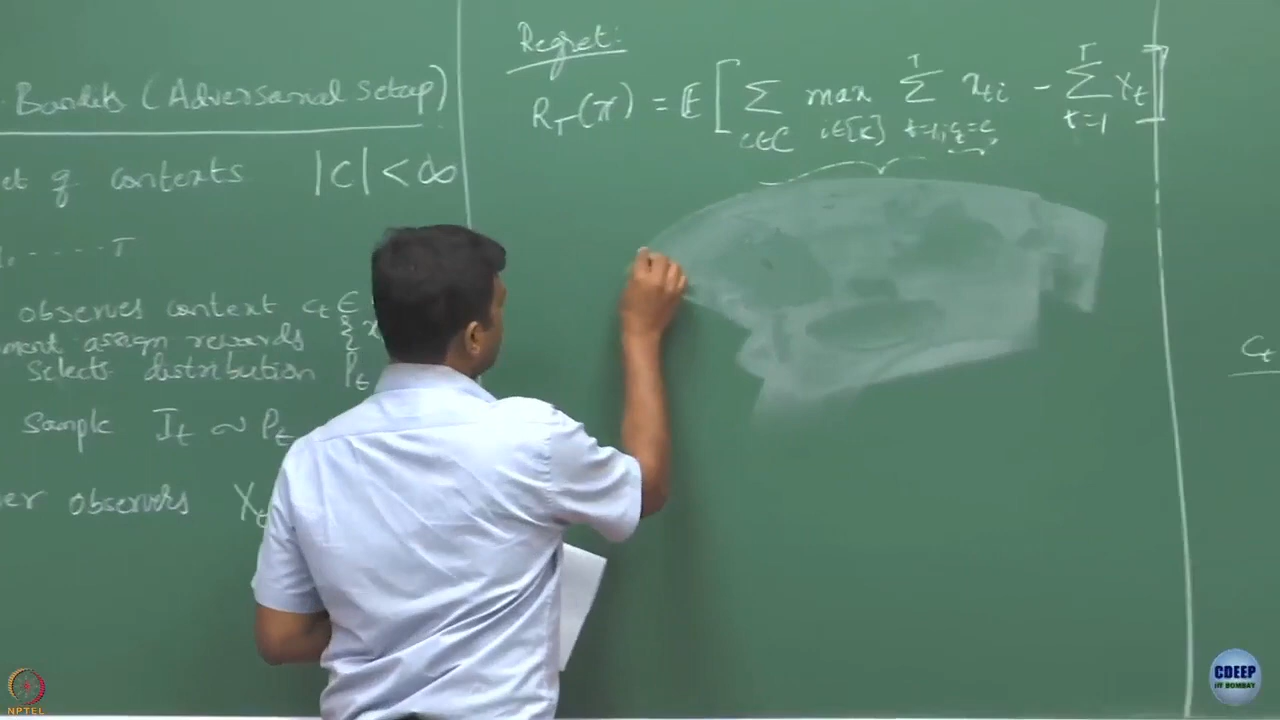 Bandits (Adversarial Setup)
et of contexts |C| < ∞
. . . . . T
observes context c_t ∈
ment assign rewards { x
Selects distribution P_t
Sample I_t ~ P_t
er observes X_t
Regret:
R_T(π) = E [ Σ_{c∈C} max_{i∈[K]} Σ_{t=1, c_t=c}^{T} x_{ti} - Σ_{t=1}^{T} X_t ]
C_t
NPTEL
CDEEP
IIT BOMBAY